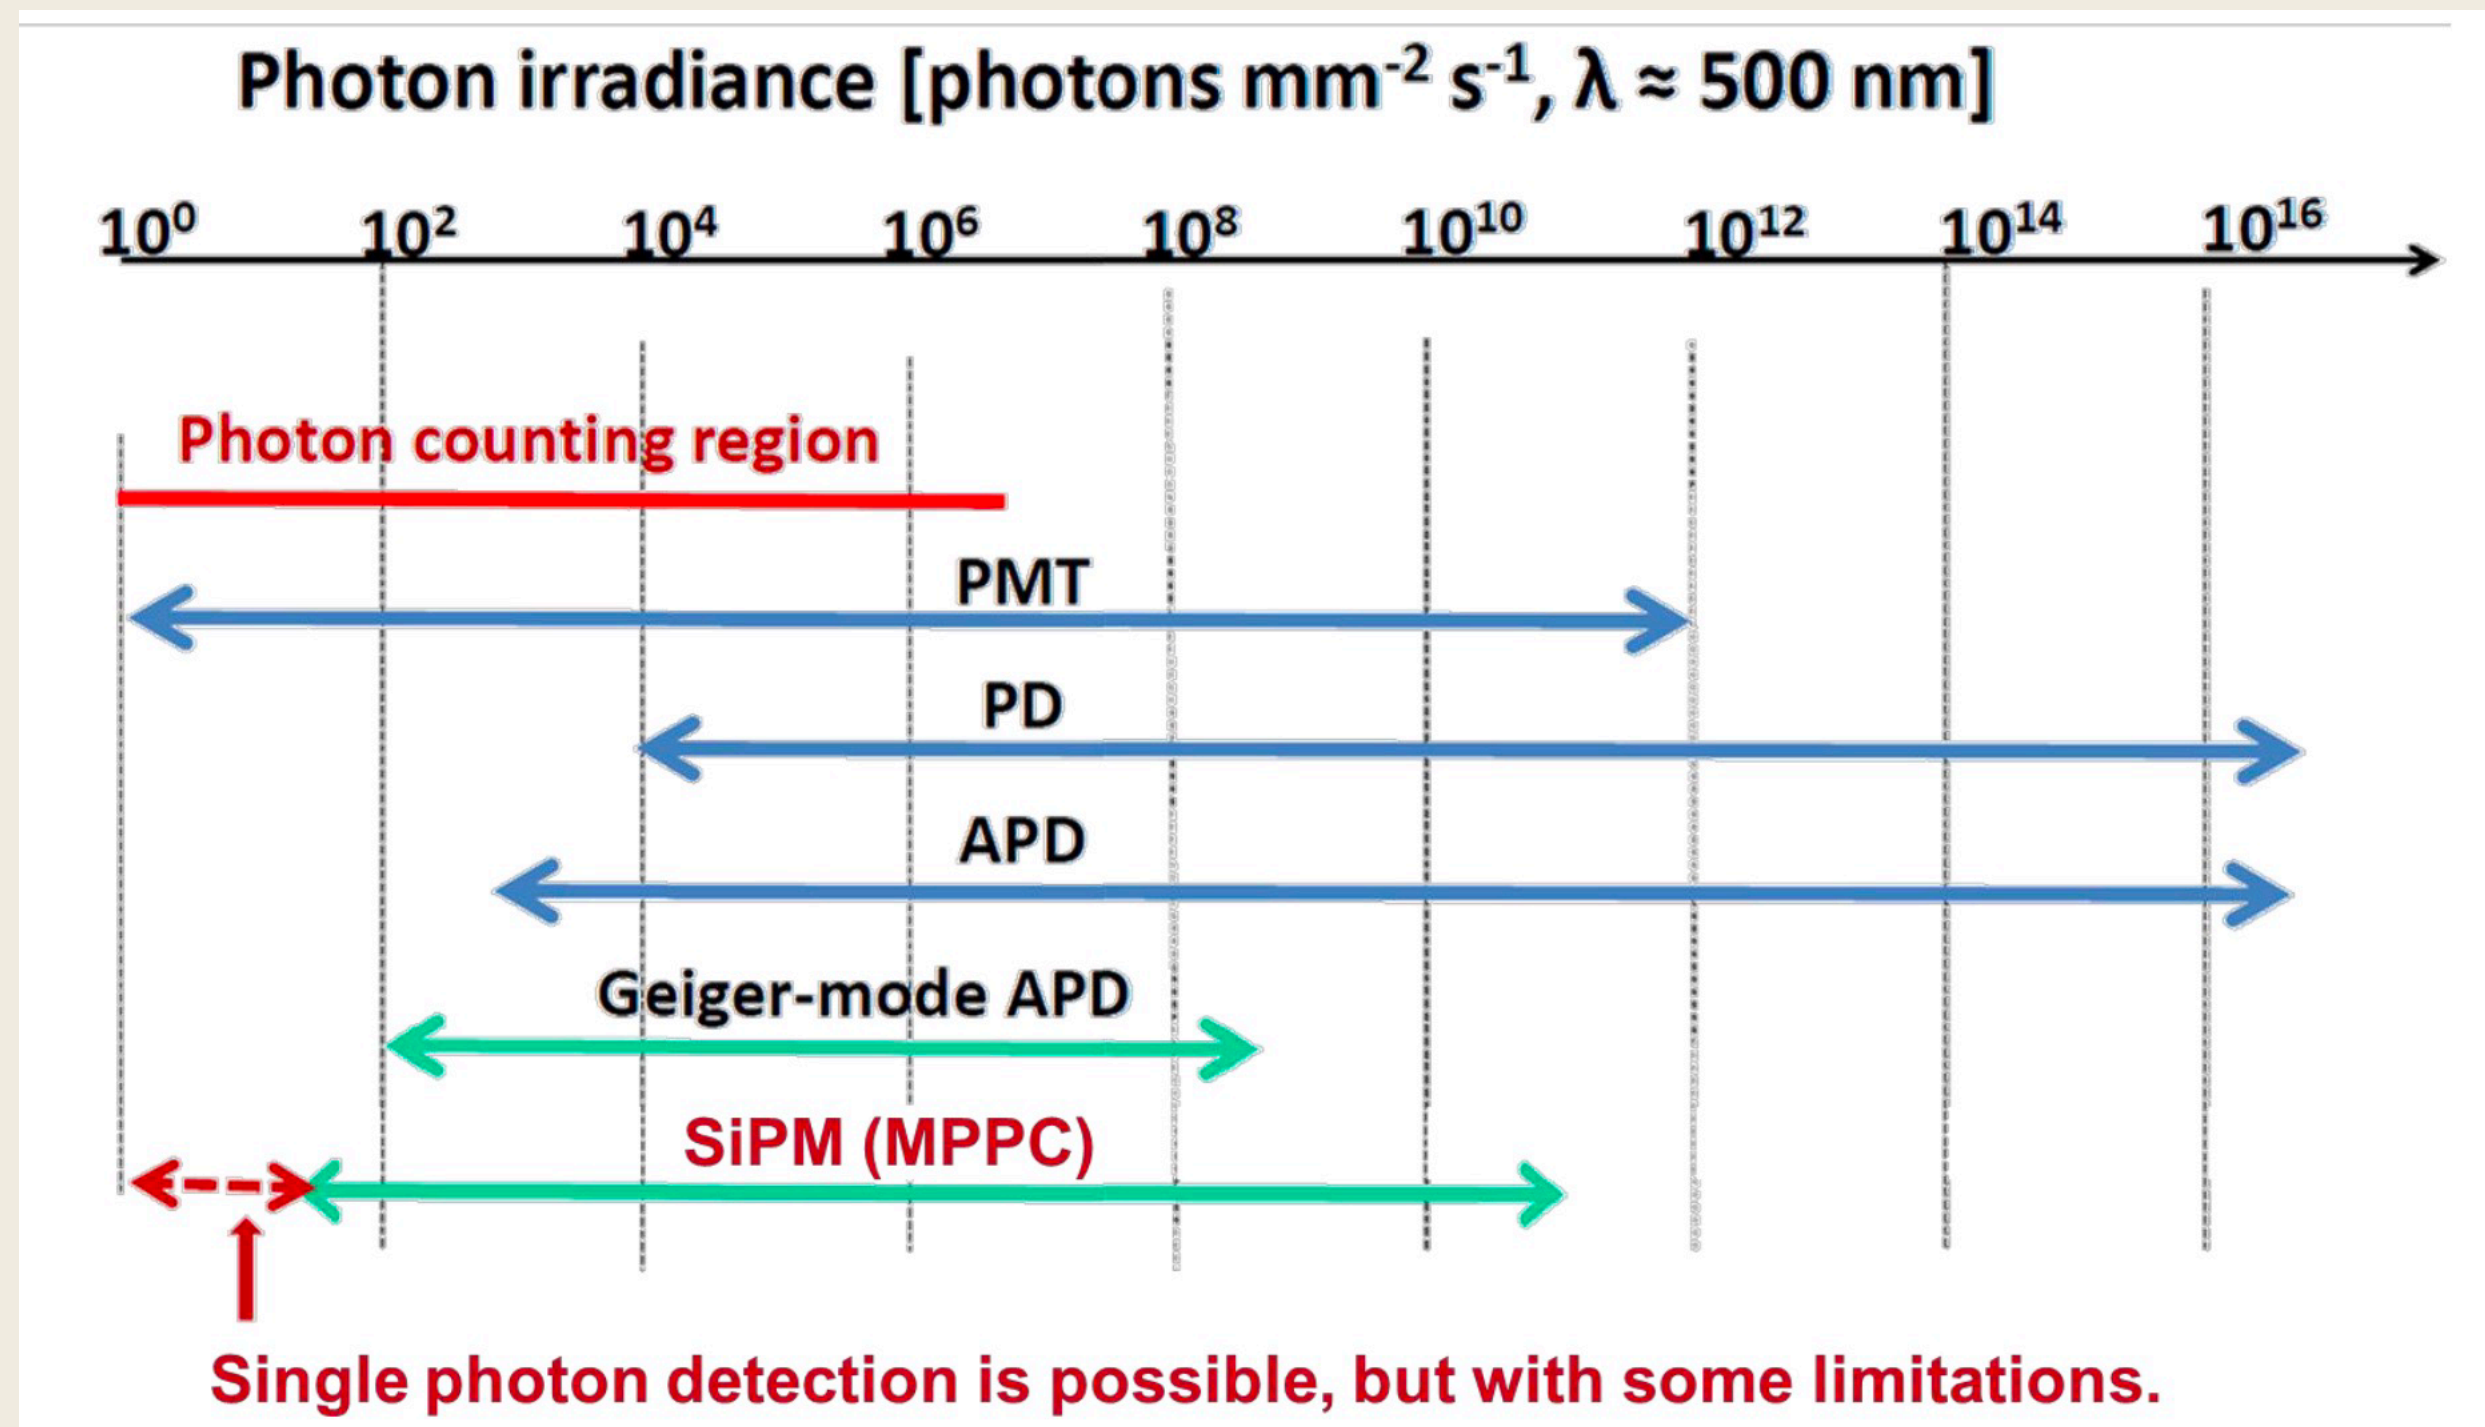 Photon irradiance [photons mm⁻² s⁻¹, λ ≈ 500 nm]
10⁰ 10² 10⁴ 10⁶ 10⁸ 10¹⁰ 10¹² 10¹⁴ 10¹⁶
Photon counting region
PMT
PD
APD
Geiger-mode APD
SiPM (MPPC)
Single photon detection is possible, but with some limitations.